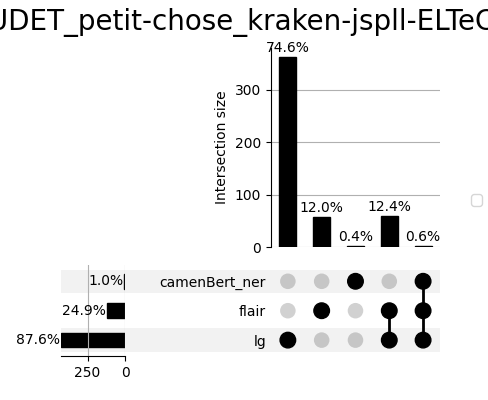 UDET_petit-chose_kraken-jspll-ELTeC
74.6%
300
200
100
0
Intersection size
12.0%
0.4%
12.4%
0.6%
1.0%
camenBert_ner
24.9%
flair
87.6%
lg
250
0